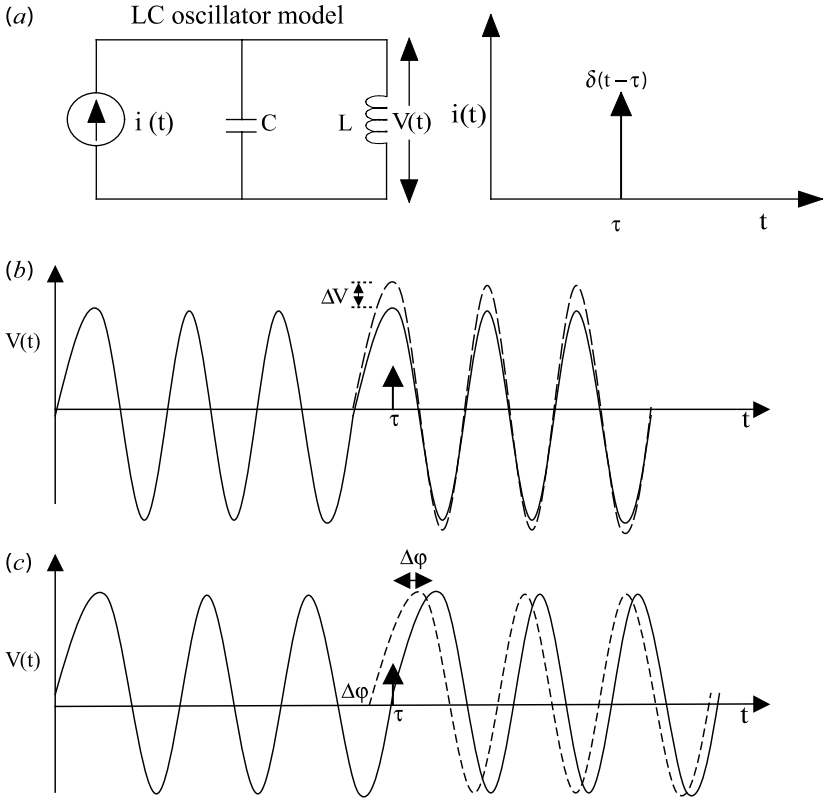 (a) LC oscillator model
i (t) C L V(t)
i(t)
δ(t−τ)
τ t
(b)
V(t)
ΔV
τ
t
(c)
V(t)
Δφ
Δφ
τ
t